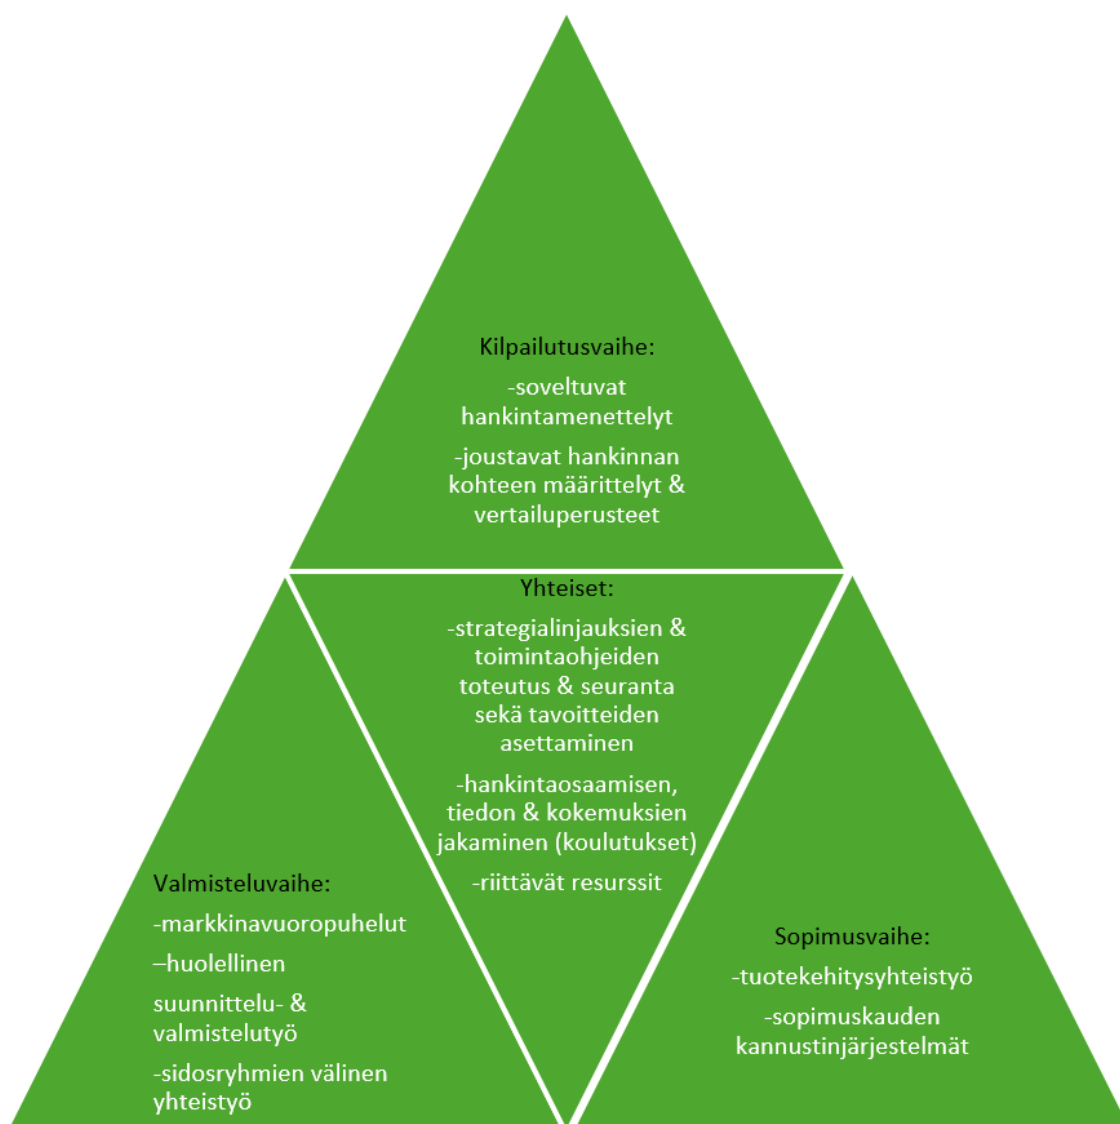 Kilpailutusvaihe:
-soveltuvat
hankintamenettelyt
-joustavat hankinnan
kohteen määrittelyt &
vertailuperusteet
Yhteiset:
-strategialinjauksien &
toimintaohjeiden
toteutus & seuranta
sekä tavoitteiden
asettaminen
-hankintaosaamisen,
tiedon & kokemuksien
jakaminen (koulutukset)
-riittävät resurssit
Valmisteluvaihe:
-markkinavuoropuhelut
–huolellinen
suunnittelu- &
valmistelutyö
-sidosryhmien välinen
yhteistyö
Sopimusvaihe:
-tuotekehitysyhteistyö
-sopimuskauden
kannustinjärjestelmät